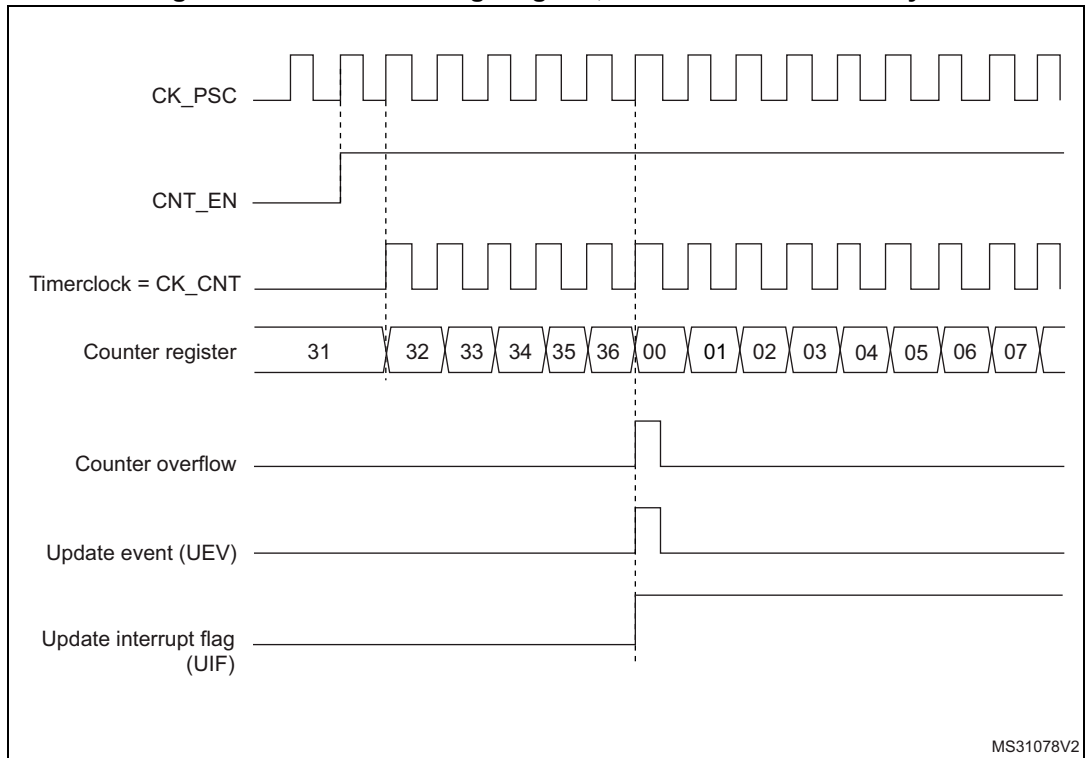 CK_PSC
CNT_EN
Timerclock = CK_CNT
Counter register 31 32 33 34 35 36 00 01 02 03 04 05 06 07
Counter overflow
Update event (UEV)
Update interrupt flag
(UIF)
MS31078V2